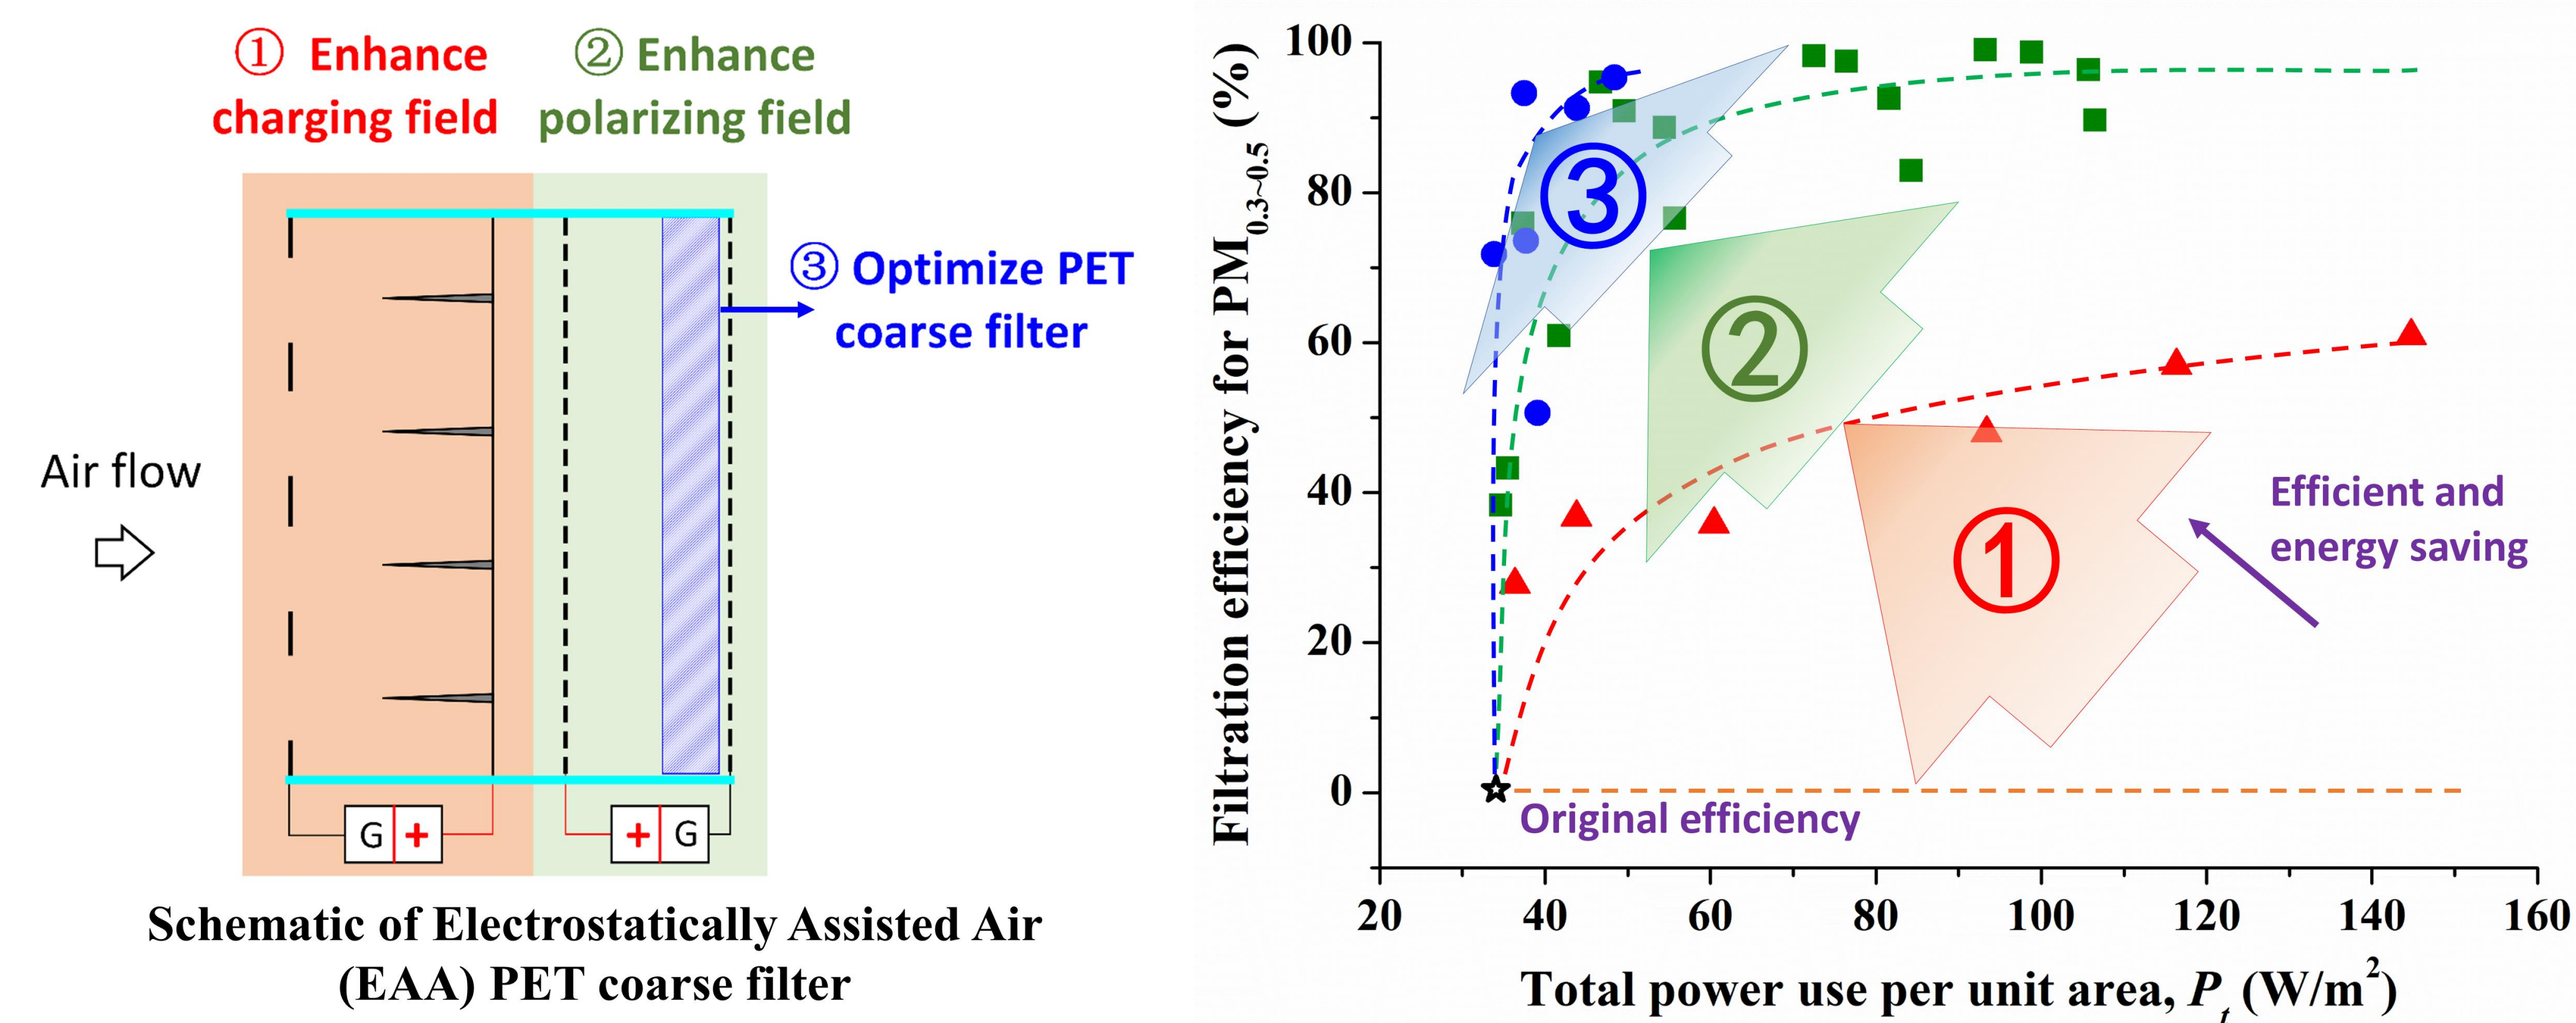 ① Enhance
charging field
② Enhance
polarizing field
③ Optimize PET
coarse filter
Air flow
G +
+ G
Schematic of Electrostatically Assisted Air
(EAA) PET coarse filter
Filtration efficiency for PM0.3~0.5 (%)
100
80
60
40
20
0
③
②
①
Efficient and
energy saving
Original efficiency
20 40 60 80 100 120 140 160
Total power use per unit area, Pt (W/m²)